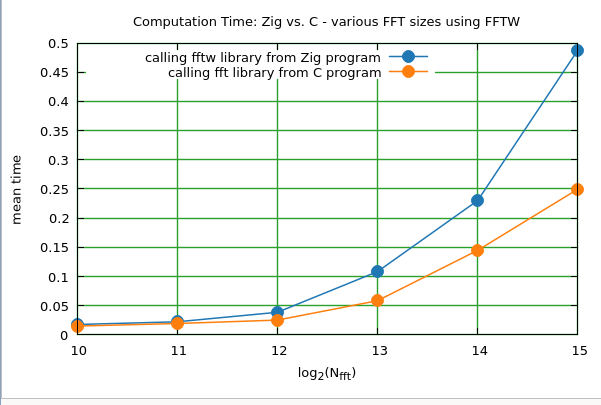 Computation Time: Zig vs. C - various FFT sizes using FFTW
calling fftw library from Zig program
calling fft library from C program
0.5
0.45
0.4
0.35
0.3
0.25
0.2
0.15
0.1
0.05
0
mean time
10 11 12 13 14 15
log2(Nfft)